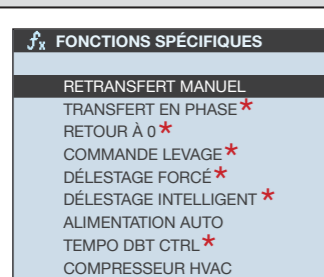 fx FONCTIONS SPÉCIFIQUES
RETRANSFERT MANUEL
TRANSFERT EN PHASE*
RETOUR À 0*
COMMANDE LEVAGE*
DÉLESTAGE FORCÉ*
DÉLESTAGE INTELLIGENT *
ALIMENTATION AUTO
TEMPO DBT CTRL*
COMPRESSEUR HVAC